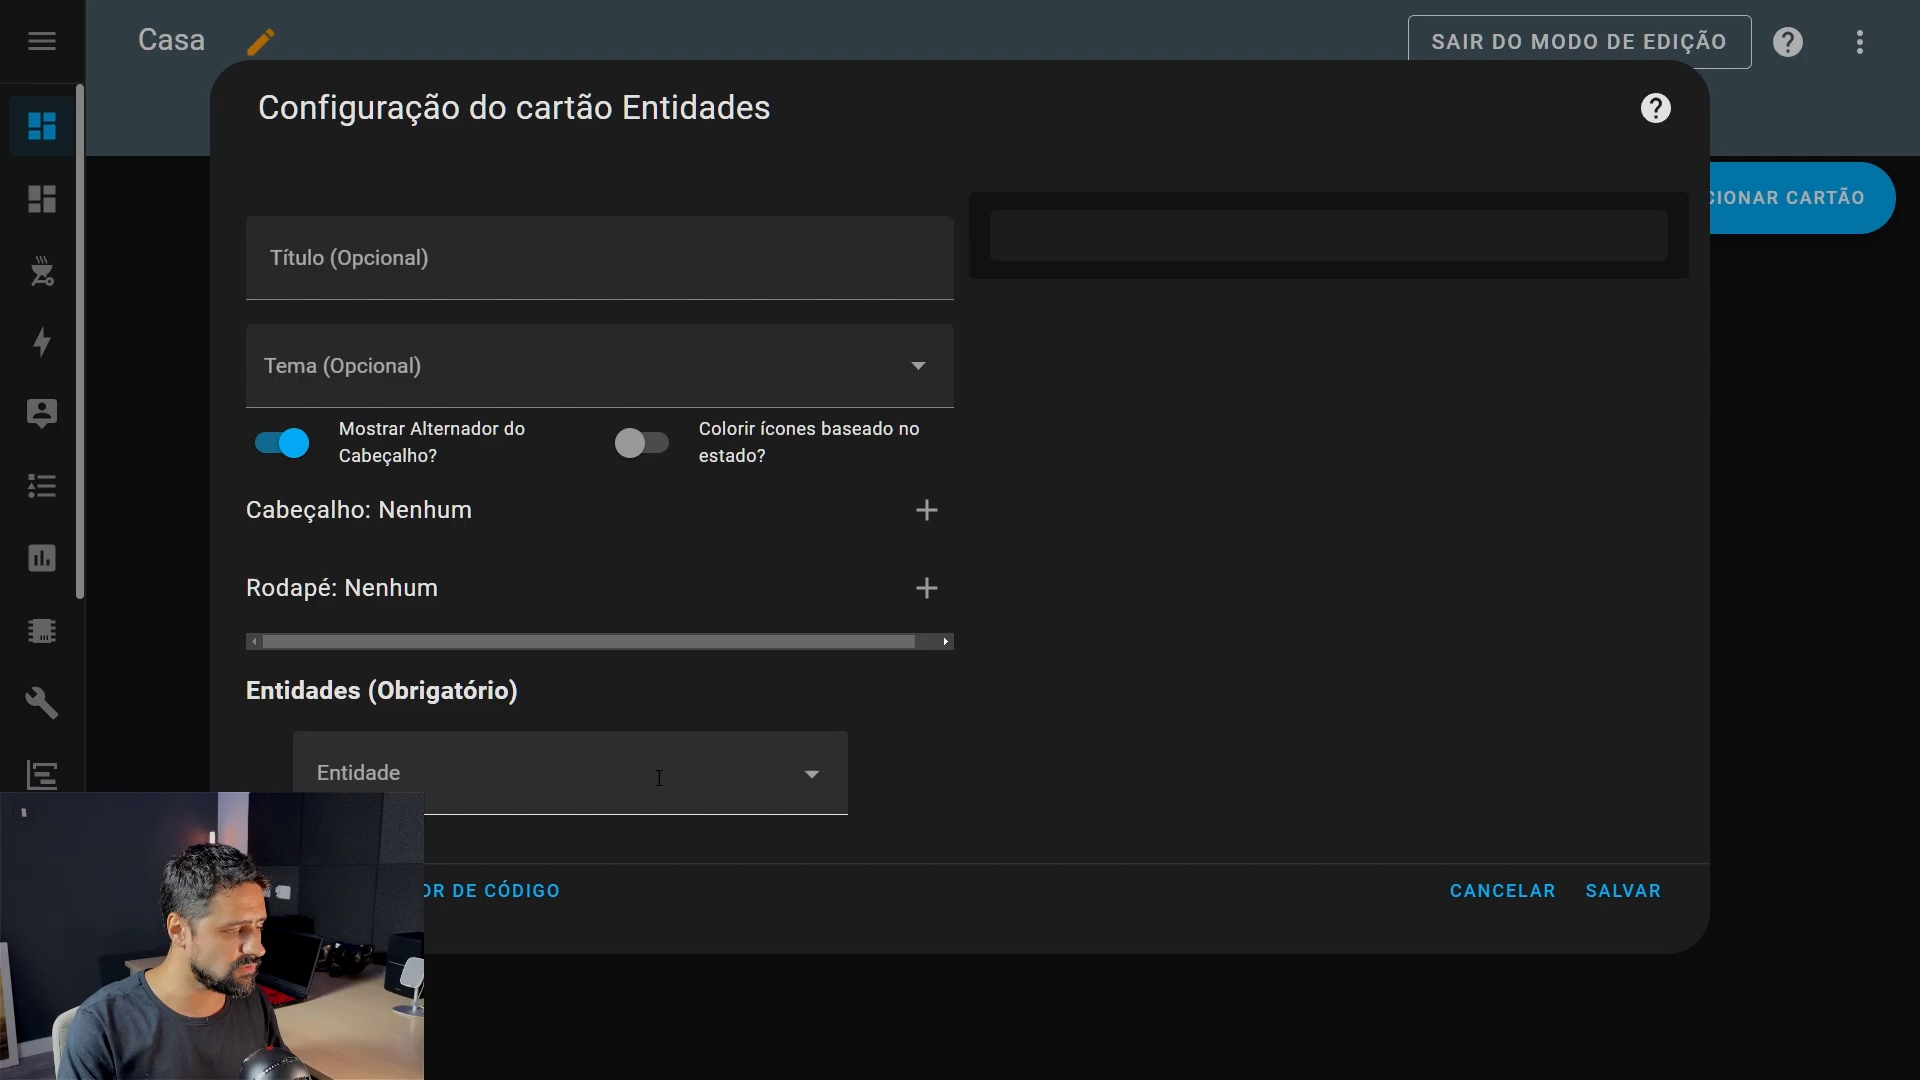 Casa
SAIR DO MODO DE EDIÇÃO
Configuração do cartão Entidades
CIONAR CARTÃO
Título (Opcional)
Tema (Opcional)
Mostrar Alternador do
Cabeçalho?
Colorir ícones baseado no
estado?
Cabeçalho: Nenhum
Rodapé: Nenhum
Entidades (Obrigatório)
Entidade
OR DE CÓDIGO
CANCELAR
SALVAR